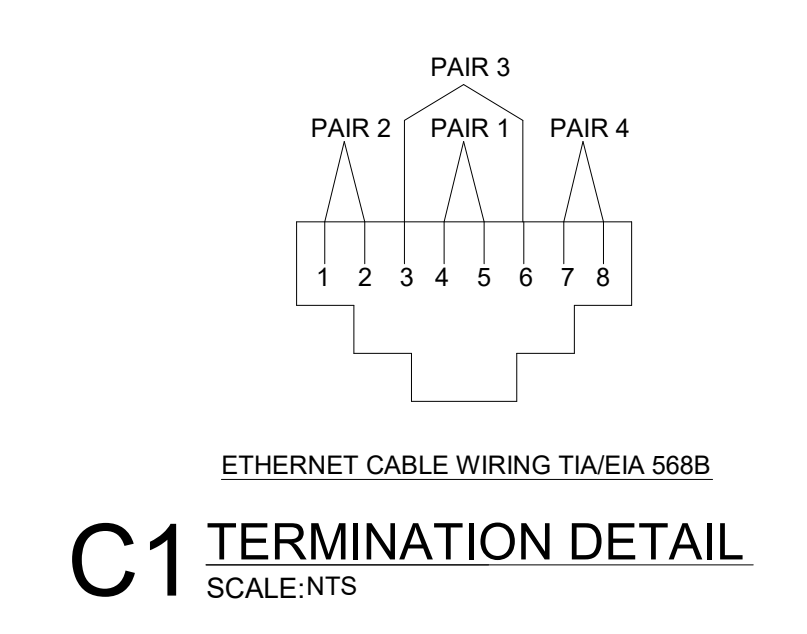 PAIR 3
PAIR 2 PAIR 1 PAIR 4
1 2 3 4 5 6 7 8
ETHERNET CABLE WIRING TIA/EIA 568B
C1 TERMINATION DETAIL
SCALE:NTS